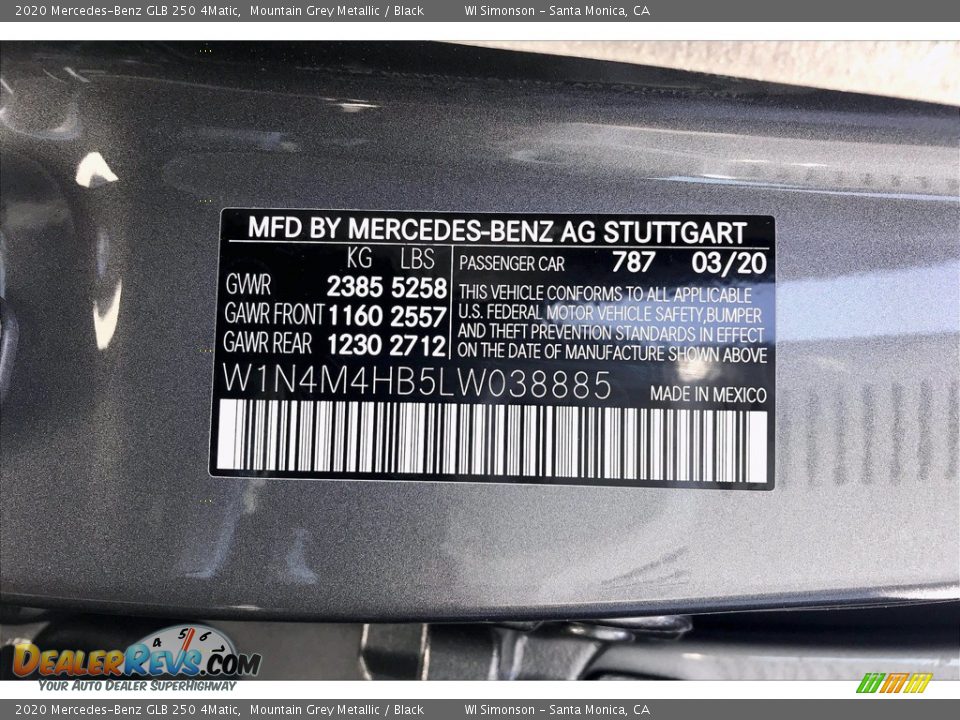 2020 Mercedes-Benz GLB 250 4Matic,  Mountain Grey Metallic / Black        WI Simonson - Santa Monica, CA
MFD BY MERCEDES-BENZ AG STUTTGART
KG LBS
GWVR 2385 5258
GAWR FRONT 1160 2557
GAWR REAR 1230 2712
PASSENGER CAR 787 03/20
THIS VEHICLE CONFORMS TO ALL APPLICABLE
U.S. FEDERAL MOTOR VEHICLE SAFETY,BUMPER
AND THEFT PREVENTION STANDARDS IN EFFECT
ON THE DATE OF MANUFACTURE SHOWN ABOVE
W1N4M4HB5LW038885 MADE IN MEXICO
4 5 6
DEALERREVS.COM
YOUR AUTO DEALER SUPERHIGHWAY
2020 Mercedes-Benz GLB 250 4Matic,  Mountain Grey Metallic / Black        WI Simonson - Santa Monica, CA